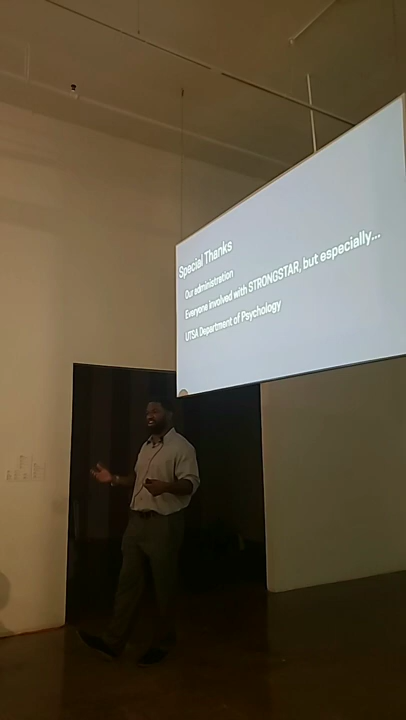 Special Thanks
Our administration
Everyone involved with STRONGSTAR, but especially...
UTSA Department of Psychology